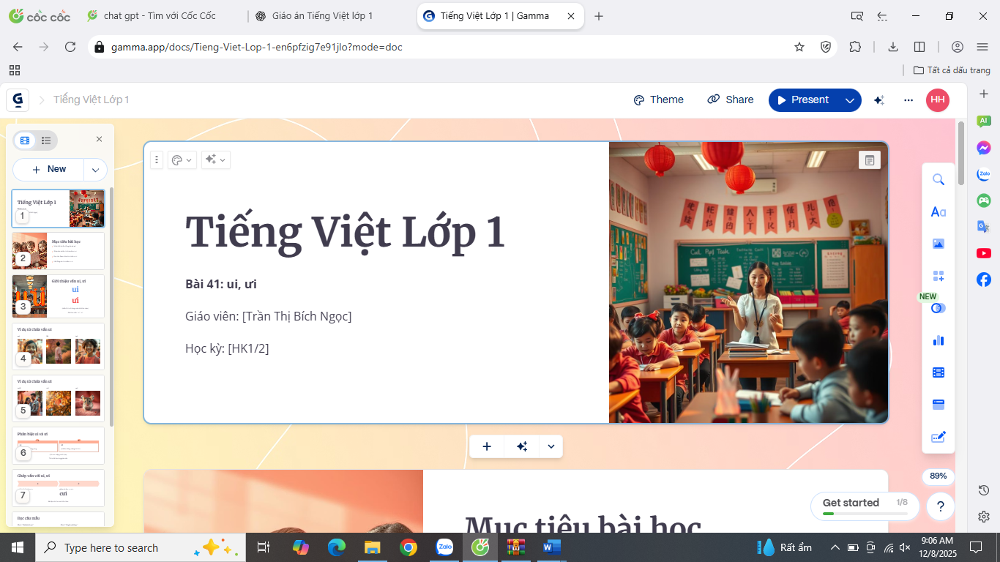 cốc cốc
chat gpt - Tìm với Cốc Cốc
Giáo án Tiếng Việt lớp 1
Tiếng Việt Lớp 1 | Gamma
gamma.app/docs/Tieng-Viet-Lop-1-en6pfzig7e91jlo?mode=doc
Tất cả dấu trang
Tiếng Việt Lớp 1
Theme
Share
Present
HH
New
Tiếng Việt Lớp 1
1
Mục tiêu bài học
2
Giới thiệu vần ui, ưi
ui
ưi
3
Ví dụ từ chứa vần ui
4
Ví dụ từ chứa vần ưi
5
Phân biệt ui và ưi
6
Ghép vần với ui, ưi
cưi
7
Đọc câu mẫu
Tiếng Việt Lớp 1
Bài 41: ui, ưi
Giáo viên: [Trần Thị Bích Ngọc]
Học kỳ: [HK1/2]
Mục tiêu bài học
AI
Zalo
Aa
NEW
89%
Get started
1/8
?
Type here to search
Zalo
W
Rất ẩm
9:06 AM
12/8/2025